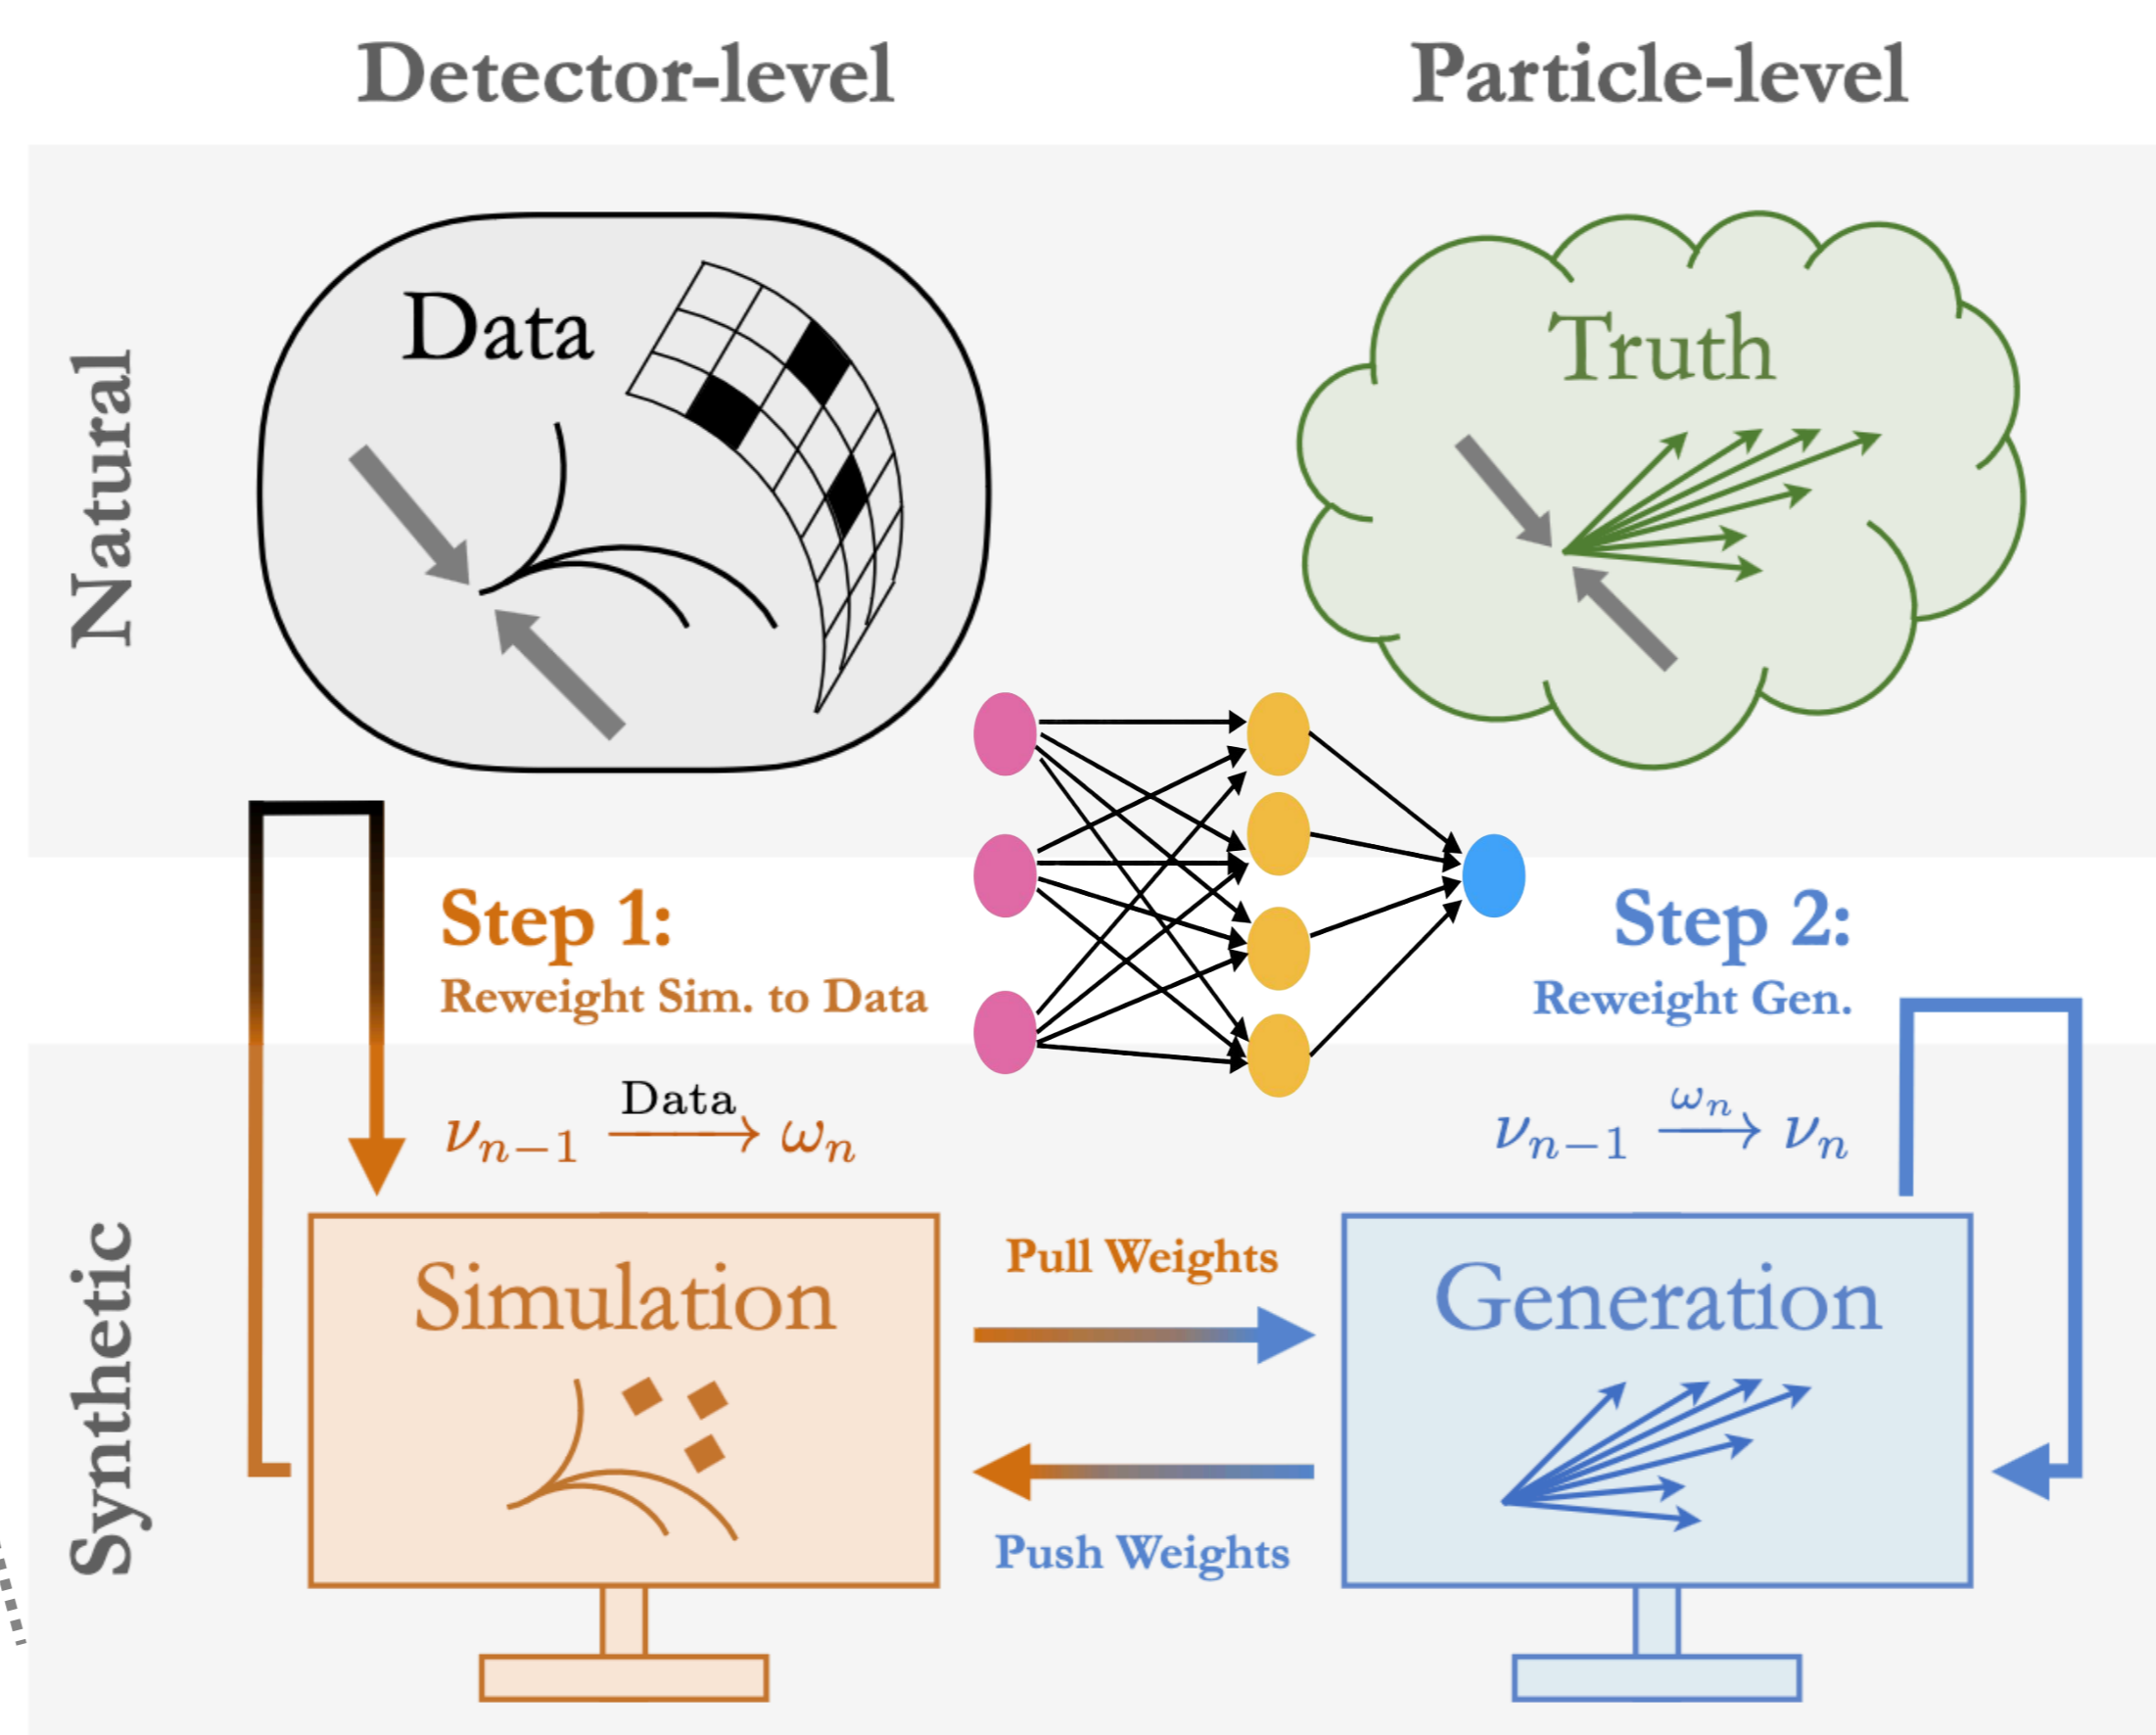 Detector-level
Particle-level
Natural
Data
Truth
Step 1:
Reweight Sim. to Data
Step 2:
Reweight Gen.
Synthetic
νₙ₋₁ —Data→ ωₙ
νₙ₋₁ —ωₙ→ νₙ
Simulation
Pull Weights
Push Weights
Generation